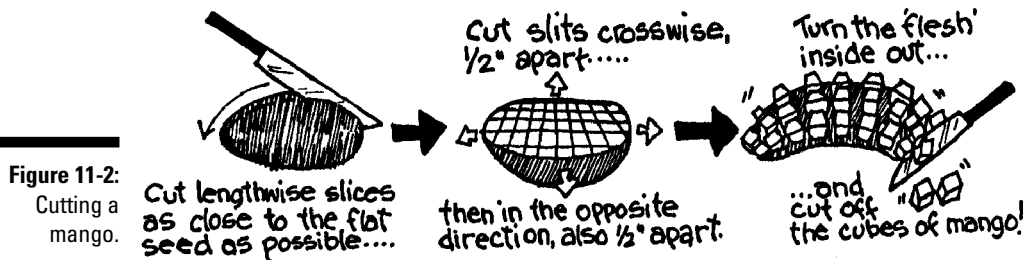 Figure 11-2:
Cutting a
mango.
Cut lengthwise slices
as close to the flat
seed as possible....
Cut slits crosswise,
1/2" apart.....
then in the opposite
direction, also 1/2" apart.
Turn the 'flesh'
inside out...
...and
cut off
the cubes of mango!